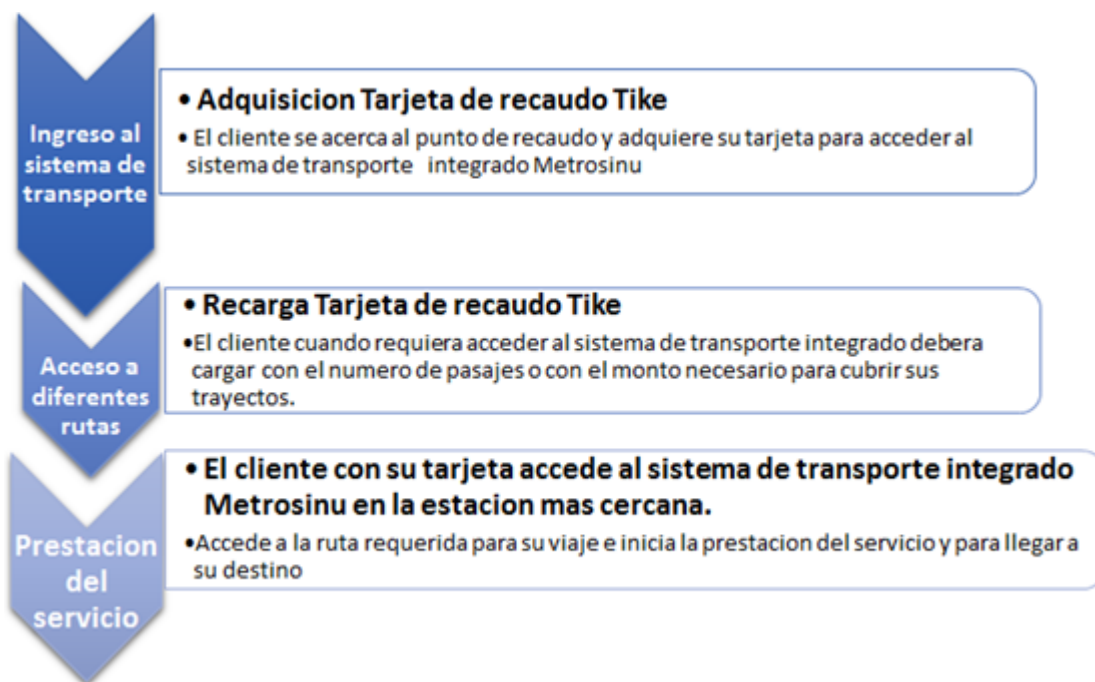 Ingreso al
sistema de
transporte
• Adquisicion Tarjeta de recaudo Tike
• El cliente se acerca al punto de recaudo y adquiere su tarjeta para acceder al
sistema de transporte integrado Metrosinu
Acceso a
diferentes
rutas
• Recarga Tarjeta de recaudo Tike
•El cliente cuando requiera acceder al sistema de transporte integrado debera
cargar con el numero de pasajes o con el monto necesario para cubrir sus
trayectos.
Prestacion
del
servicio
• El cliente con su tarjeta accede al sistema de transporte integrado
Metrosinu en la estacion mas cercana.
•Accede a la ruta requerida para su viaje e inicia la prestacion del servicio y para llegar a
su destino